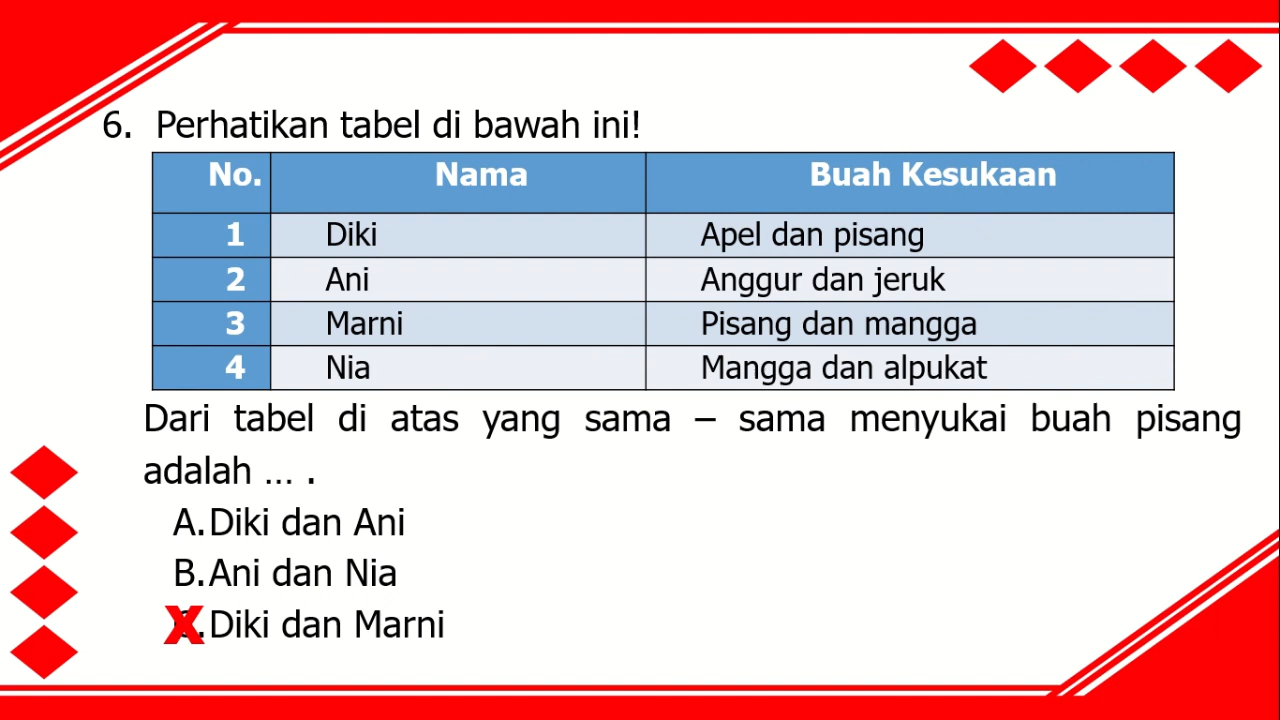 6. Perhatikan tabel di bawah ini!
No. Nama Buah Kesukaan
1 Diki Apel dan pisang
2 Ani Anggur dan jeruk
3 Marni Pisang dan mangga
4 Nia Mangga dan alpukat
Dari tabel di atas yang sama – sama menyukai buah pisang
adalah ... .
A. Diki dan Ani
B. Ani dan Nia
X. Diki dan Marni